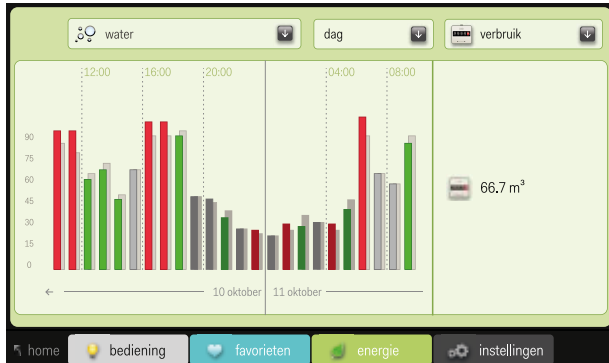 water dag verbruik
12:00 16:00 20:00 04:00 08:00
90
75
60
45
30
15
0
66.7 m³
← 10 oktober 11 oktober
home bediening favorieten energie instellingen